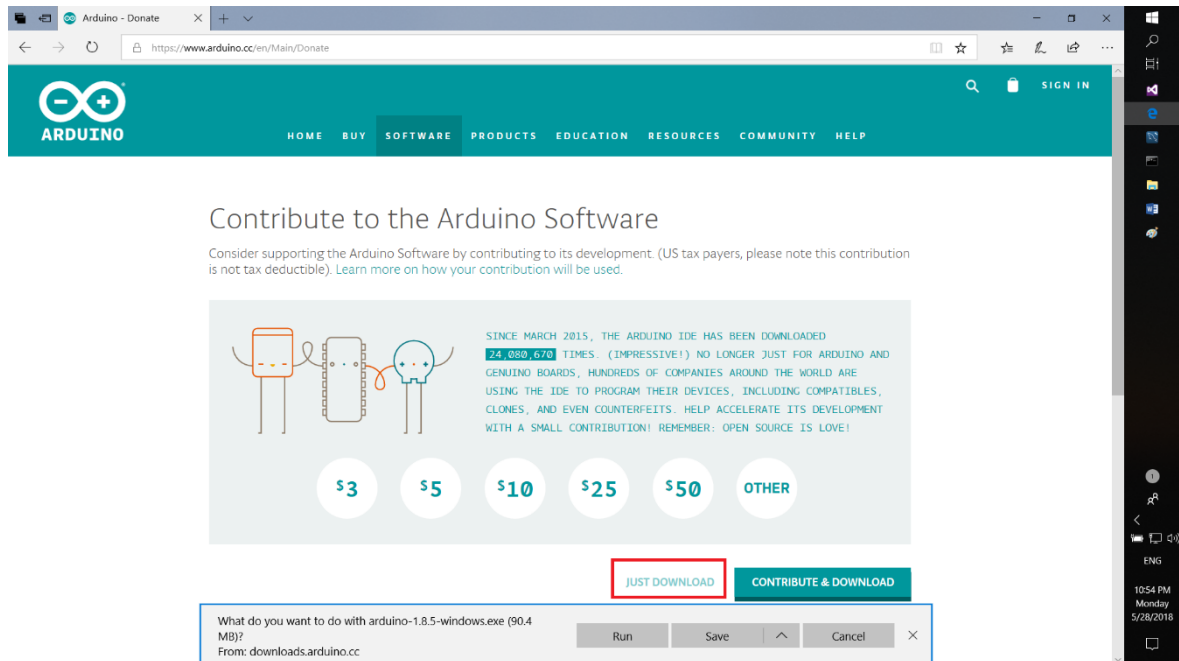 Arduino - Donate
https://www.arduino.cc/en/Main/Donate
SIGN IN
ARDUINO
HOME BUY SOFTWARE PRODUCTS EDUCATION RESOURCES COMMUNITY HELP
Contribute to the Arduino Software
Consider supporting the Arduino Software by contributing to its development. (US tax payers, please note this contribution
is not tax deductible). Learn more on how your contribution will be used.
SINCE MARCH 2015, THE ARDUINO IDE HAS BEEN DOWNLOADED
24,080,670 TIMES. (IMPRESSIVE!) NO LONGER JUST FOR ARDUINO AND
GENUINO BOARDS, HUNDREDS OF COMPANIES AROUND THE WORLD ARE
USING THE IDE TO PROGRAM THEIR DEVICES, INCLUDING COMPATIBLES,
CLONES, AND EVEN COUNTERFEITS. HELP ACCELERATE ITS DEVELOPMENT
WITH A SMALL CONTRIBUTION! REMEMBER: OPEN SOURCE IS LOVE!
$3 $5 $10 $25 $50 OTHER
JUST DOWNLOAD CONTRIBUTE & DOWNLOAD
What do you want to do with arduino-1.8.5-windows.exe (90.4
MB)?
From: downloads.arduino.cc
Run Save Cancel
ENG
10:54 PM
Monday
5/28/2018